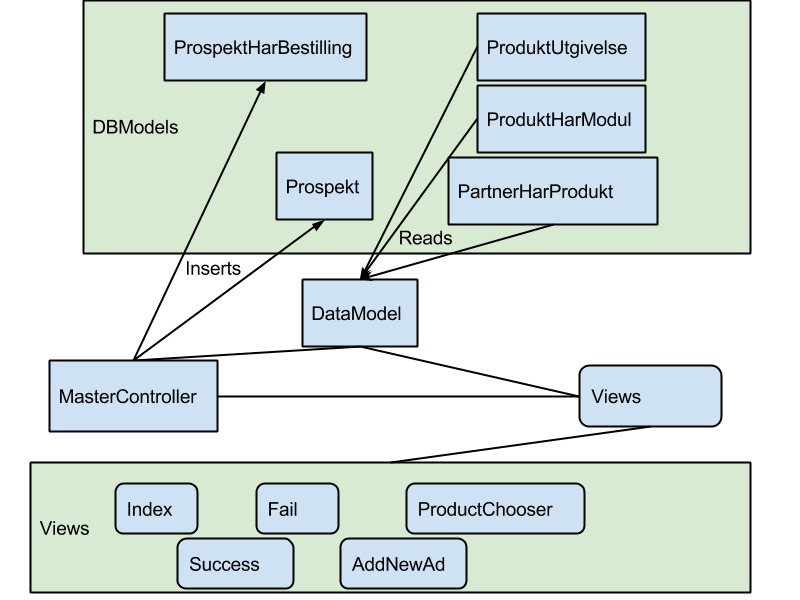 ProspektHarBestilling
ProduktUtgivelse
ProduktHarModul
DBModels
Prospekt
PartnerHarProdukt
Reads
Inserts
DataModel
MasterController
Views
Index
Fail
ProductChooser
Views
Success
AddNewAd